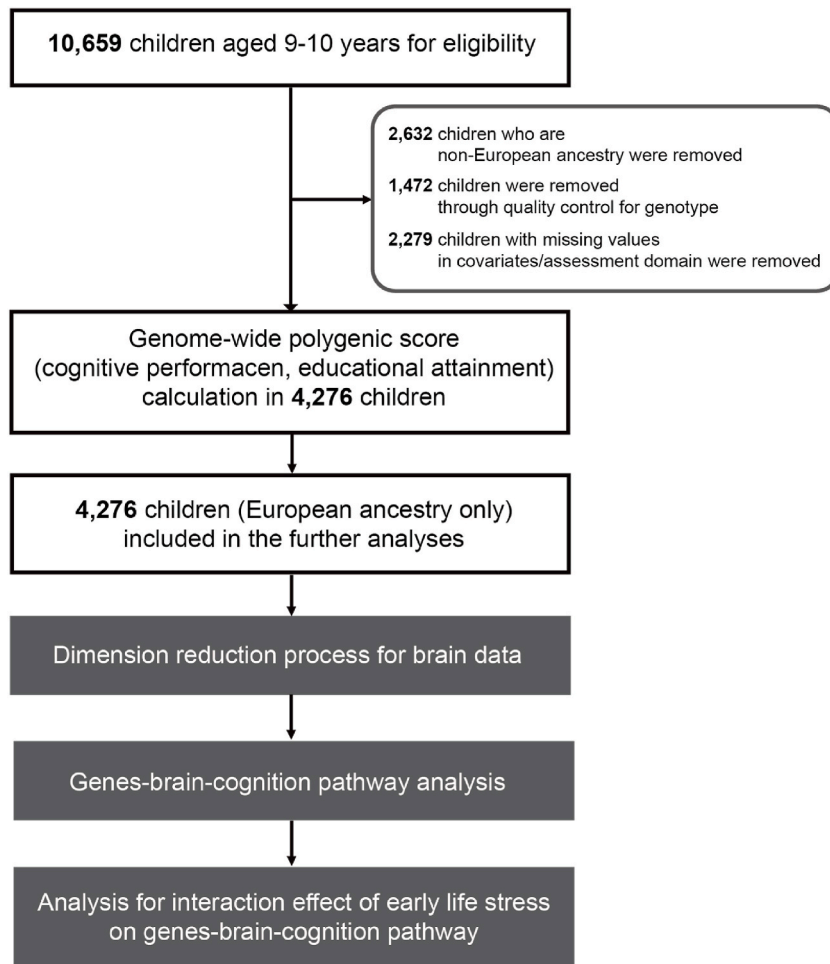 10,659 children aged 9-10 years for eligibility
2,632 chidren who are
non-European ancestry were removed
1,472 children were removed
through quality control for genotype
2,279 children with missing values
in covariates/assessment domain were removed
Genome-wide polygenic score
(cognitive performacen, educational attainment)
calculation in 4,276 children
4,276 children (European ancestry only)
included in the further analyses
Dimension reduction process for brain data
Genes-brain-cognition pathway analysis
Analysis for interaction effect of early life stress
on genes-brain-cognition pathway